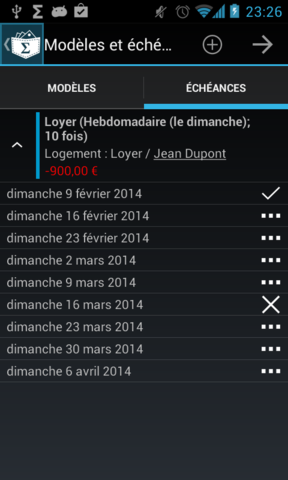 23:26
Modèles et éché...
MODÈLES
ÉCHÉANCES
Loyer (Hebdomadaire (le dimanche);
10 fois)
Logement : Loyer / Jean Dupont
-900,00 €
dimanche 9 février 2014
dimanche 16 février 2014
dimanche 23 février 2014
dimanche 2 mars 2014
dimanche 9 mars 2014
dimanche 16 mars 2014
dimanche 23 mars 2014
dimanche 30 mars 2014
dimanche 6 avril 2014